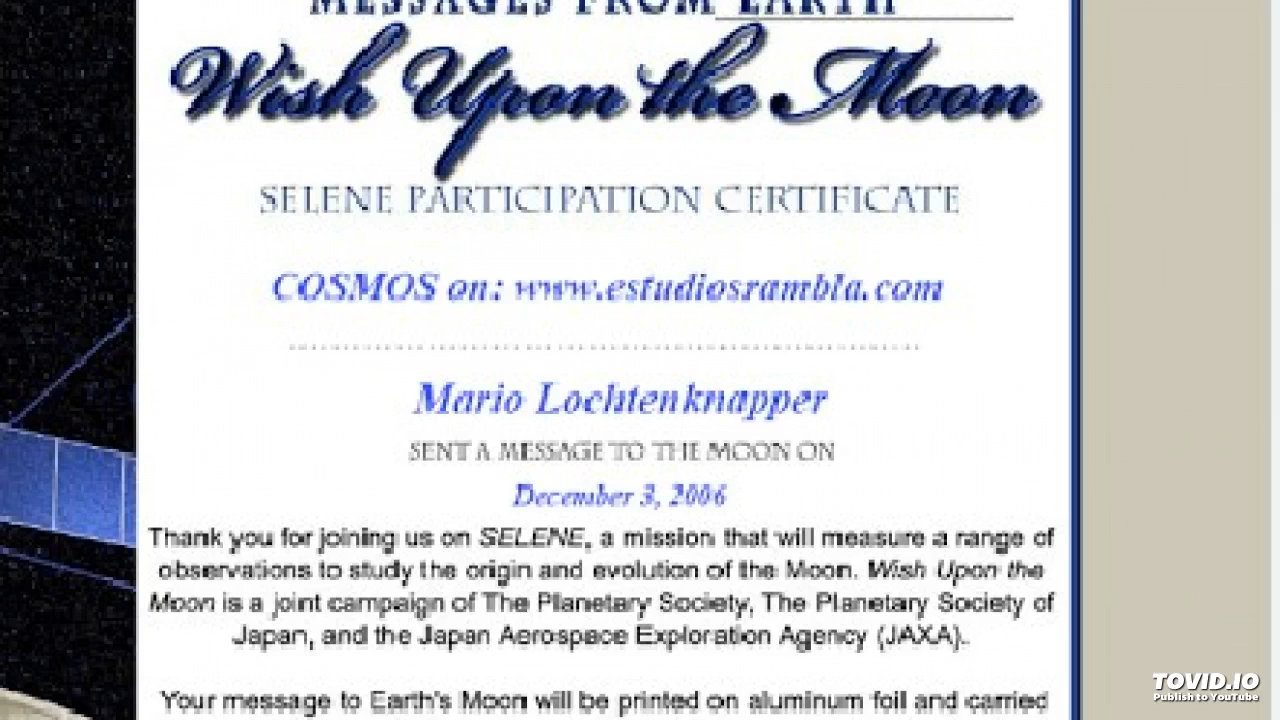 MESSAGES FROM EARTH
Wish Upon the Moon
SELENE PARTICIPATION CERTIFICATE
COSMOS on: www.estudiosrambla.com
Mario Lochtenknapper
SENT A MESSAGE TO THE MOON ON
December 3, 2006
Thank you for joining us on SELENE, a mission that will measure a range of
observations to study the origin and evolution of the Moon. Wish Upon the
Moon is a joint campaign of The Planetary Society, The Planetary Society of
Japan, and the Japan Aerospace Exploration Agency (JAXA).
Your message to Earth's Moon will be printed on aluminum foil and carried
TOVID.IO
Publish to YouTube